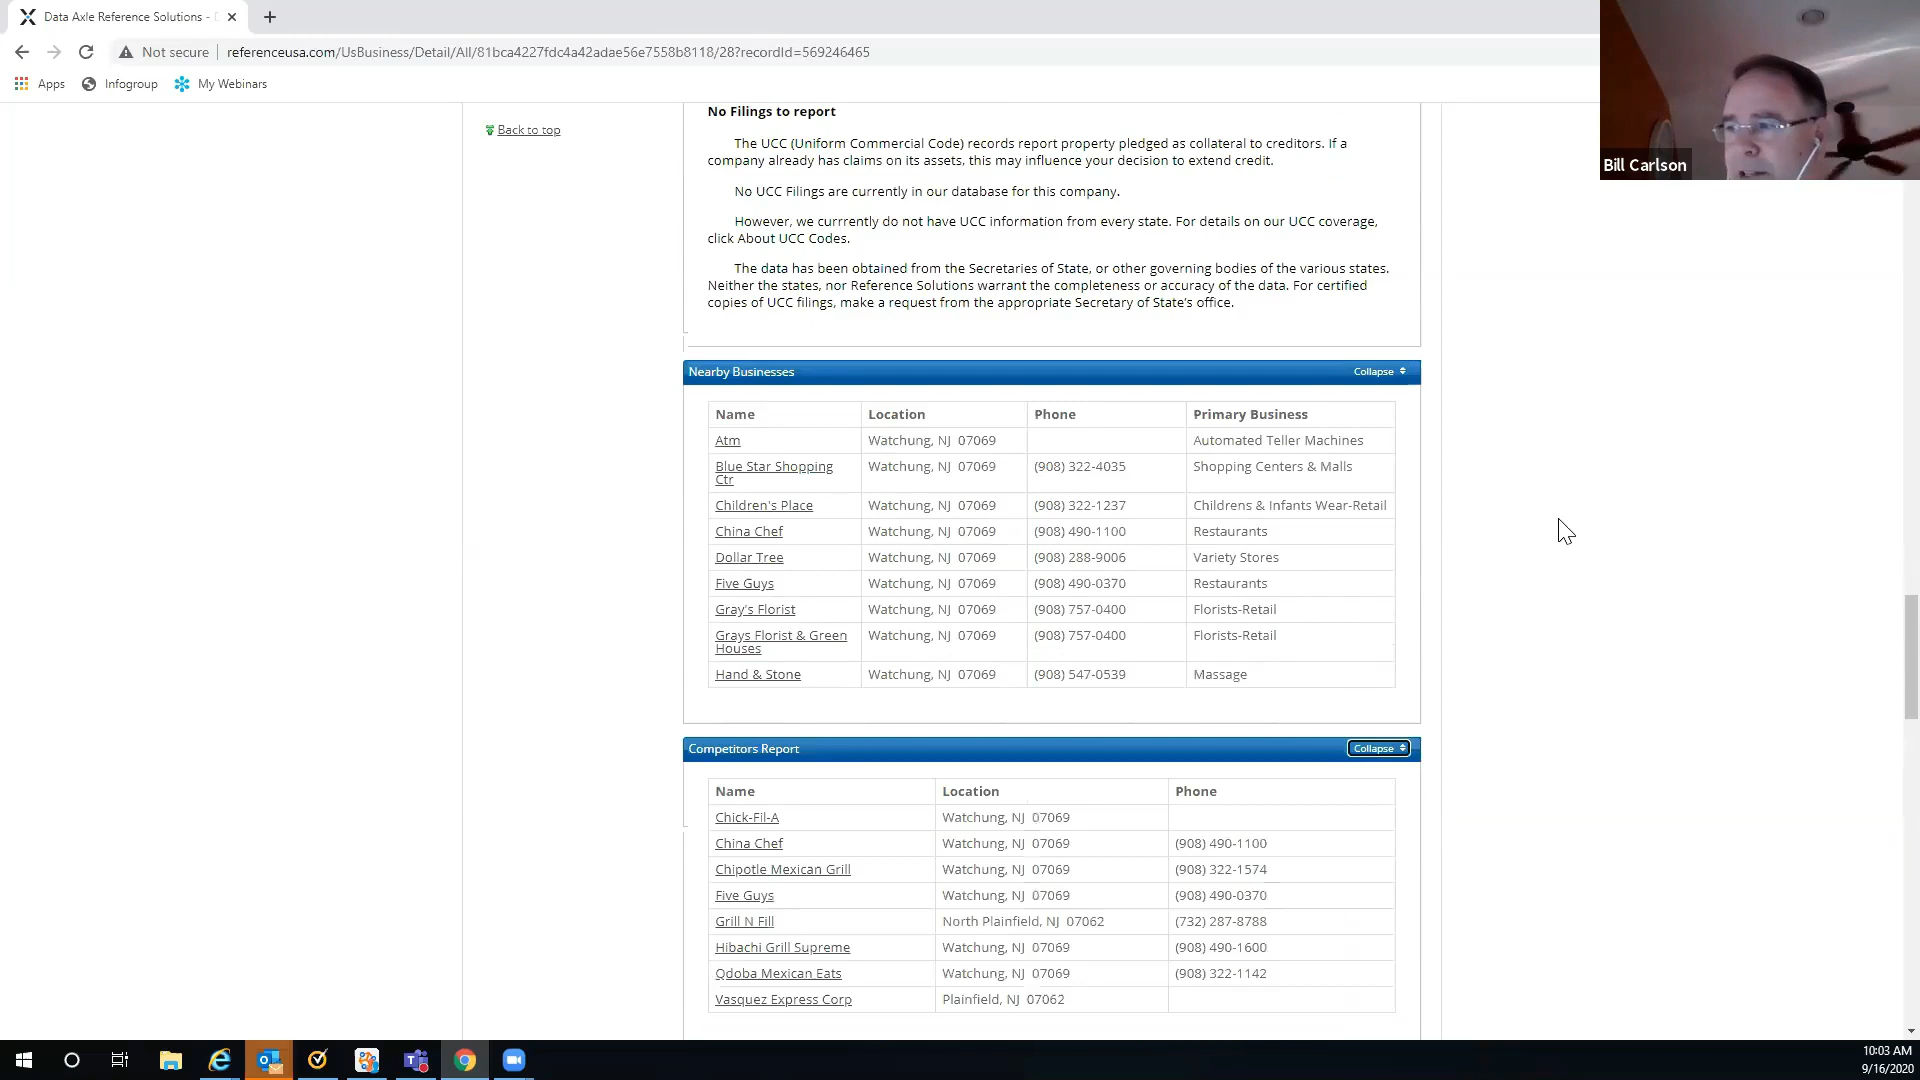 Data Axle Reference Solutions -
Not secure
referenceusa.com/UsBusiness/Detail/All/81bca4227fdc4a42adae56e7558b8118/28?recordId=569246465
Apps Infogroup My Webinars
Bill Carlson
Back to top
No Filings to report
The UCC (Uniform Commercial Code) records report property pledged as collateral to creditors. If a
company already has claims on its assets, this may influence your decision to extend credit.
No UCC Filings are currently in our database for this company.
However, we currrently do not have UCC information from every state. For details on our UCC coverage,
click About UCC Codes.
The data has been obtained from the Secretaries of State, or other governing bodies of the various states.
Neither the states, nor Reference Solutions warrant the completeness or accuracy of the data. For certified
copies of UCC filings, make a request from the appropriate Secretary of State's office.
Nearby Businesses Collapse
Name Location Phone Primary Business
Atm Watchung, NJ 07069 Automated Teller Machines
Blue Star Shopping Watchung, NJ 07069 (908) 322-4035 Shopping Centers & Malls
Ctr
Children's Place Watchung, NJ 07069 (908) 322-1237 Childrens & Infants Wear-Retail
China Chef Watchung, NJ 07069 (908) 490-1100 Restaurants
Dollar Tree Watchung, NJ 07069 (908) 288-9006 Variety Stores
Five Guys Watchung, NJ 07069 (908) 490-0370 Restaurants
Gray's Florist Watchung, NJ 07069 (908) 757-0400 Florists-Retail
Grays Florist & Green Watchung, NJ 07069 (908) 757-0400 Florists-Retail
Houses
Hand & Stone Watchung, NJ 07069 (908) 547-0539 Massage
Competitors Report Collapse
Name Location Phone
Chick-Fil-A Watchung, NJ 07069
China Chef Watchung, NJ 07069 (908) 490-1100
Chipotle Mexican Grill Watchung, NJ 07069 (908) 322-1574
Five Guys Watchung, NJ 07069 (908) 490-0370
Grill N Fill North Plainfield, NJ 07062 (732) 287-8788
Hibachi Grill Supreme Watchung, NJ 07069 (908) 490-1600
Qdoba Mexican Eats Watchung, NJ 07069 (908) 322-1142
Vasquez Express Corp Plainfield, NJ 07062
10:03 AM
9/16/2020